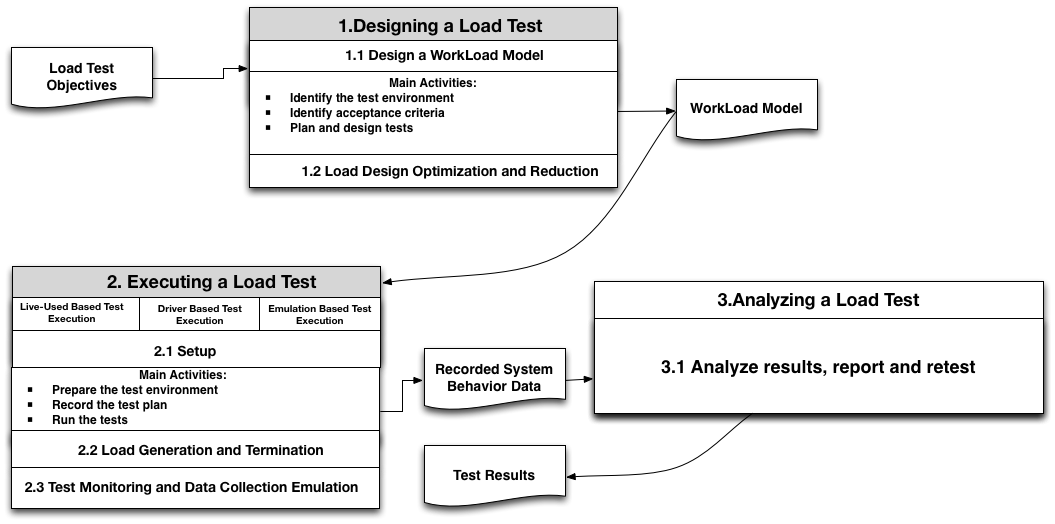 1.Designing a Load Test
1.1 Design a WorkLoad Model
Load Test
Objectives
Main Activities:
▪ Identify the test environment
▪ Identify acceptance criteria
▪ Plan and design tests
WorkLoad Model
1.2 Load Design Optimization and Reduction
2. Executing a Load Test
Live-Used Based Test
Execution
Driver Based Test
Execution
Emulation Based Test
Execution
2.1 Setup
Main Activities:
▪ Prepare the test environment
▪ Record the test plan
▪ Run the tests
2.2 Load Generation and Termination
2.3 Test Monitoring and Data Collection Emulation
Recorded System
Behavior Data
3.Analyzing a Load Test
3.1 Analyze results, report and retest
Test Results